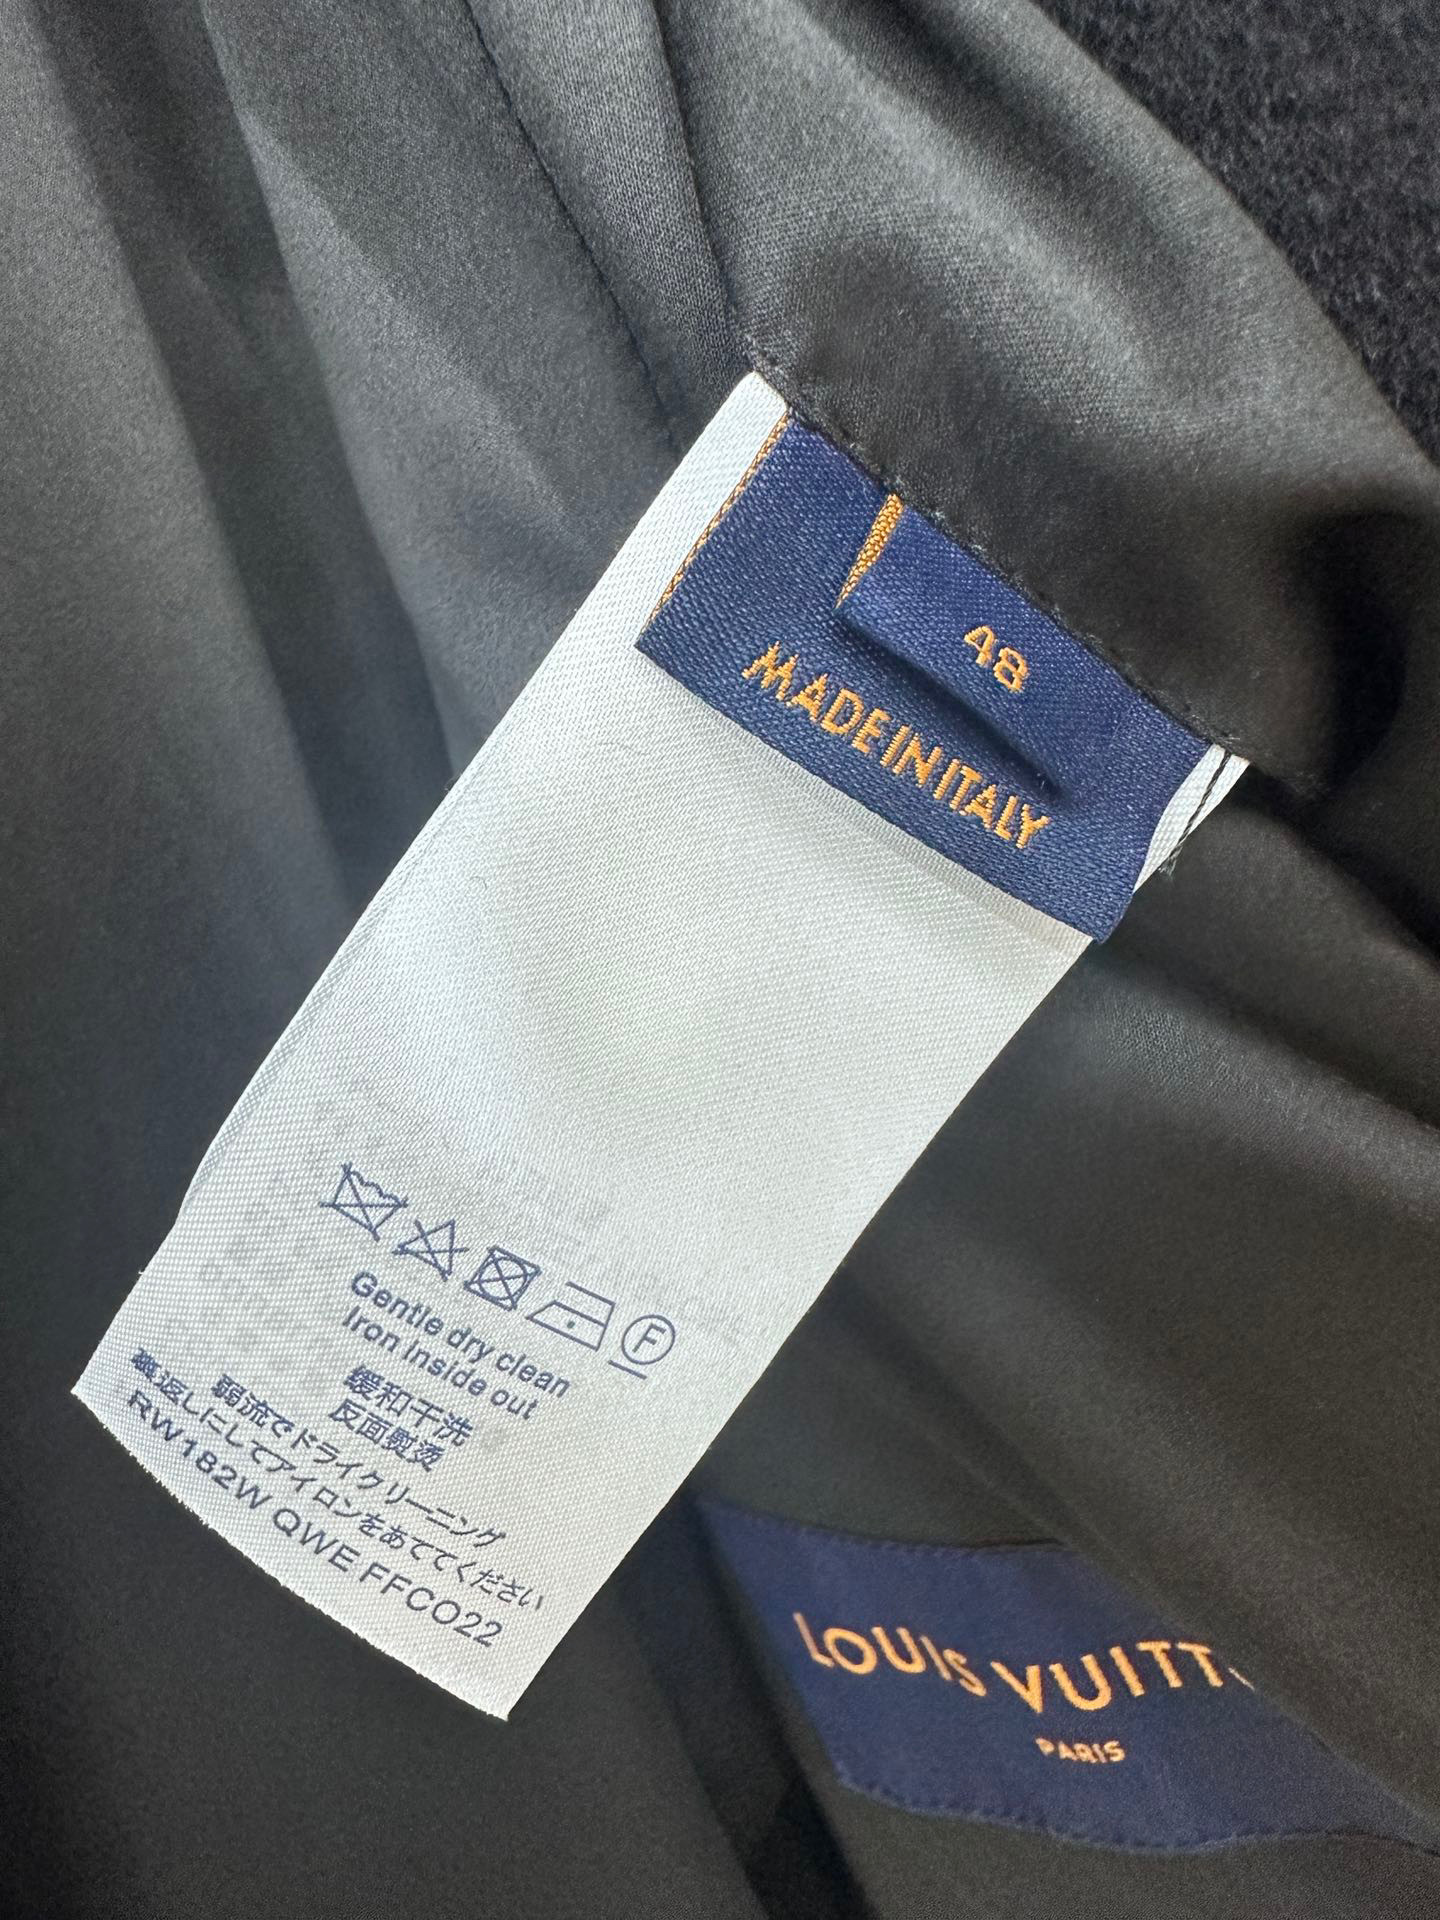 48
MADE IN ITALY
F
Gentle dry clean
Iron inside out
缓和干洗
反面熨烫
弱流でドライクリーニング
裏返しにしてアイロンをあててください
RW182W QWE FFCO22
LOUIS VUITT
PARIS